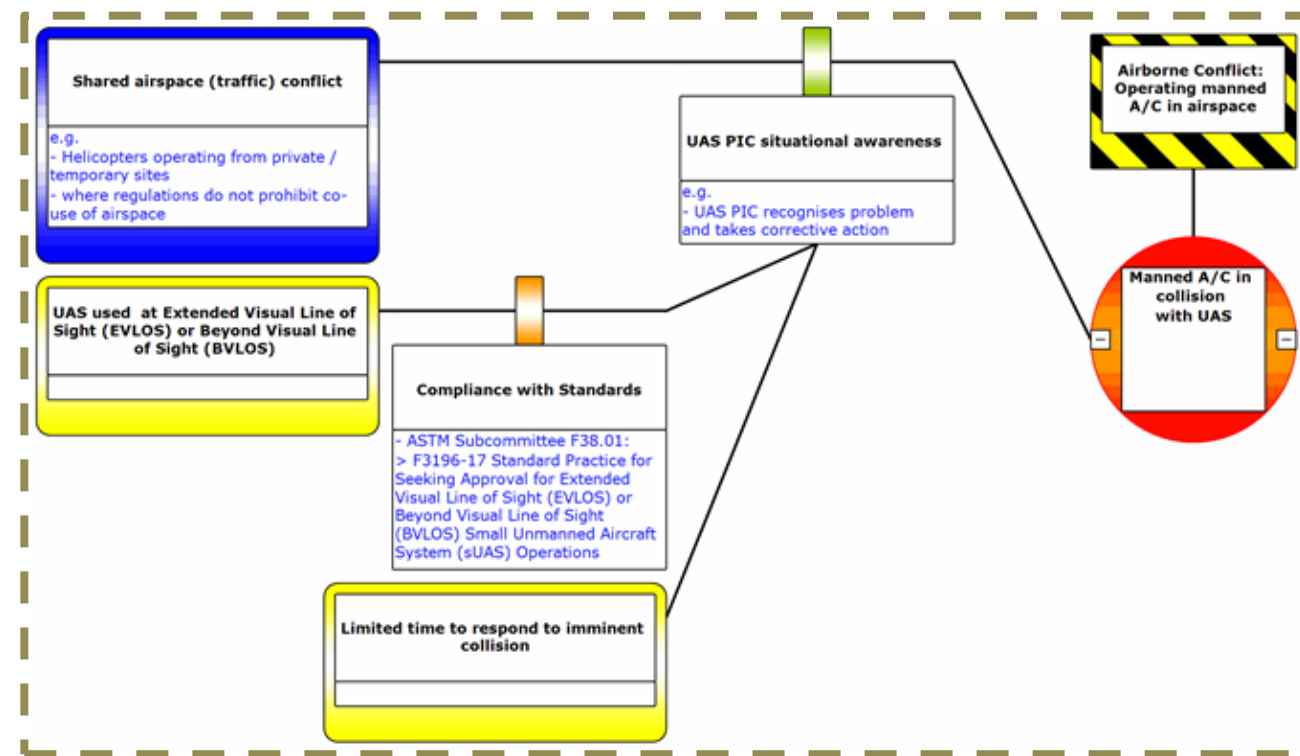 Shared airspace (traffic) conflict
e.g.
- Helicopters operating from private /
temporary sites
- where regulations do not prohibit co-
use of airspace
UAS PIC situational awareness
e.g.
- UAS PIC recognises problem
and takes corrective action
Airborne Conflict:
Operating manned
A/C in airspace
Manned A/C in
collision
with UAS
UAS used at Extended Visual Line of
Sight (EVLOS) or Beyond Visual Line
of Sight (BVLOS)
Compliance with Standards
- ASTM Subcommittee F38.01:
> F3196-17 Standard Practice for
Seeking Approval for Extended
Visual Line of Sight (EVLOS) or
Beyond Visual Line of Sight
(BVLOS) Small Unmanned Aircraft
System (sUAS) Operations
Limited time to respond to imminent
collision